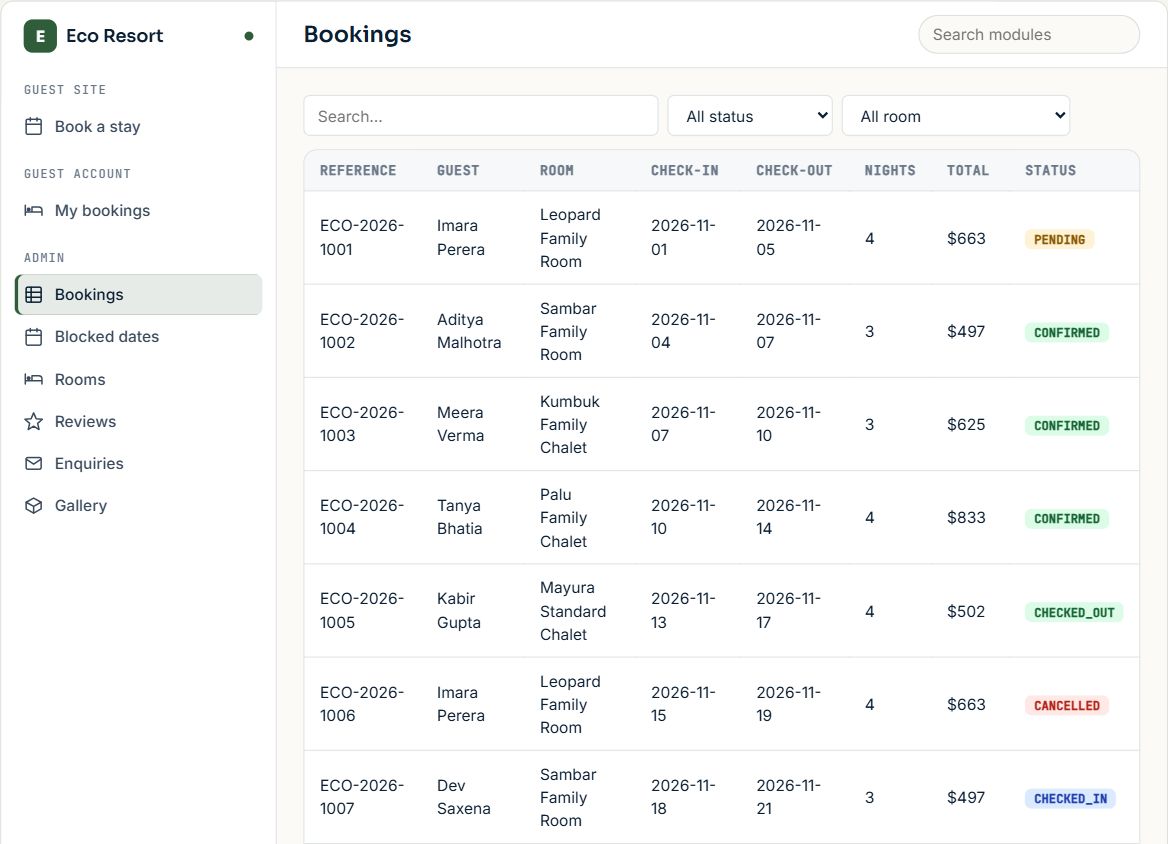 E Eco Resort
GUEST SITE
Book a stay
GUEST ACCOUNT
My bookings
ADMIN
Bookings
Blocked dates
Rooms
Reviews
Enquiries
Gallery
Bookings
Search modules
Search...
All status
All room
REFERENCE GUEST ROOM CHECK-IN CHECK-OUT NIGHTS TOTAL STATUS
ECO-2026-
1001
Imara
Perera
Leopard
Family
Room
2026-11-
01
2026-11-
05
4
$663
PENDING
ECO-2026-
1002
Aditya
Malhotra
Sambar
Family
Room
2026-11-
04
2026-11-
07
3
$497
CONFIRMED
ECO-2026-
1003
Meera
Verma
Kumbuk
Family
Chalet
2026-11-
07
2026-11-
10
3
$625
CONFIRMED
ECO-2026-
1004
Tanya
Bhatia
Palu
Family
Chalet
2026-11-
10
2026-11-
14
4
$833
CONFIRMED
ECO-2026-
1005
Kabir
Gupta
Mayura
Standard
Chalet
2026-11-
13
2026-11-
17
4
$502
CHECKED_OUT
ECO-2026-
1006
Imara
Perera
Leopard
Family
Room
2026-11-
15
2026-11-
19
4
$663
CANCELLED
ECO-2026-
1007
Dev
Saxena
Sambar
Family
Room
2026-11-
18
2026-11-
21
3
$497
CHECKED_IN